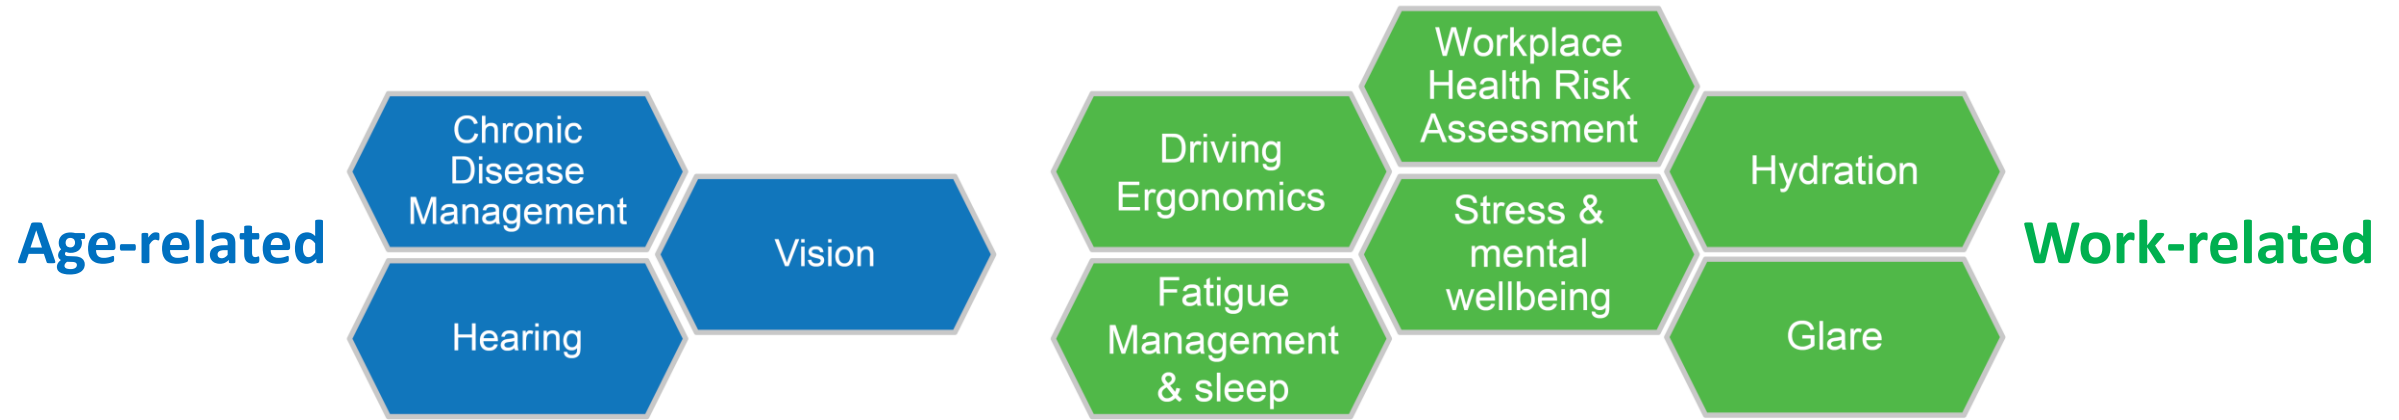 Age-related
Chronic
Disease
Management
Hearing
Vision
Driving
Ergonomics
Fatigue
Management
& sleep
Workplace
Health Risk
Assessment
Stress &
mental
wellbeing
Hydration
Glare
Work-related